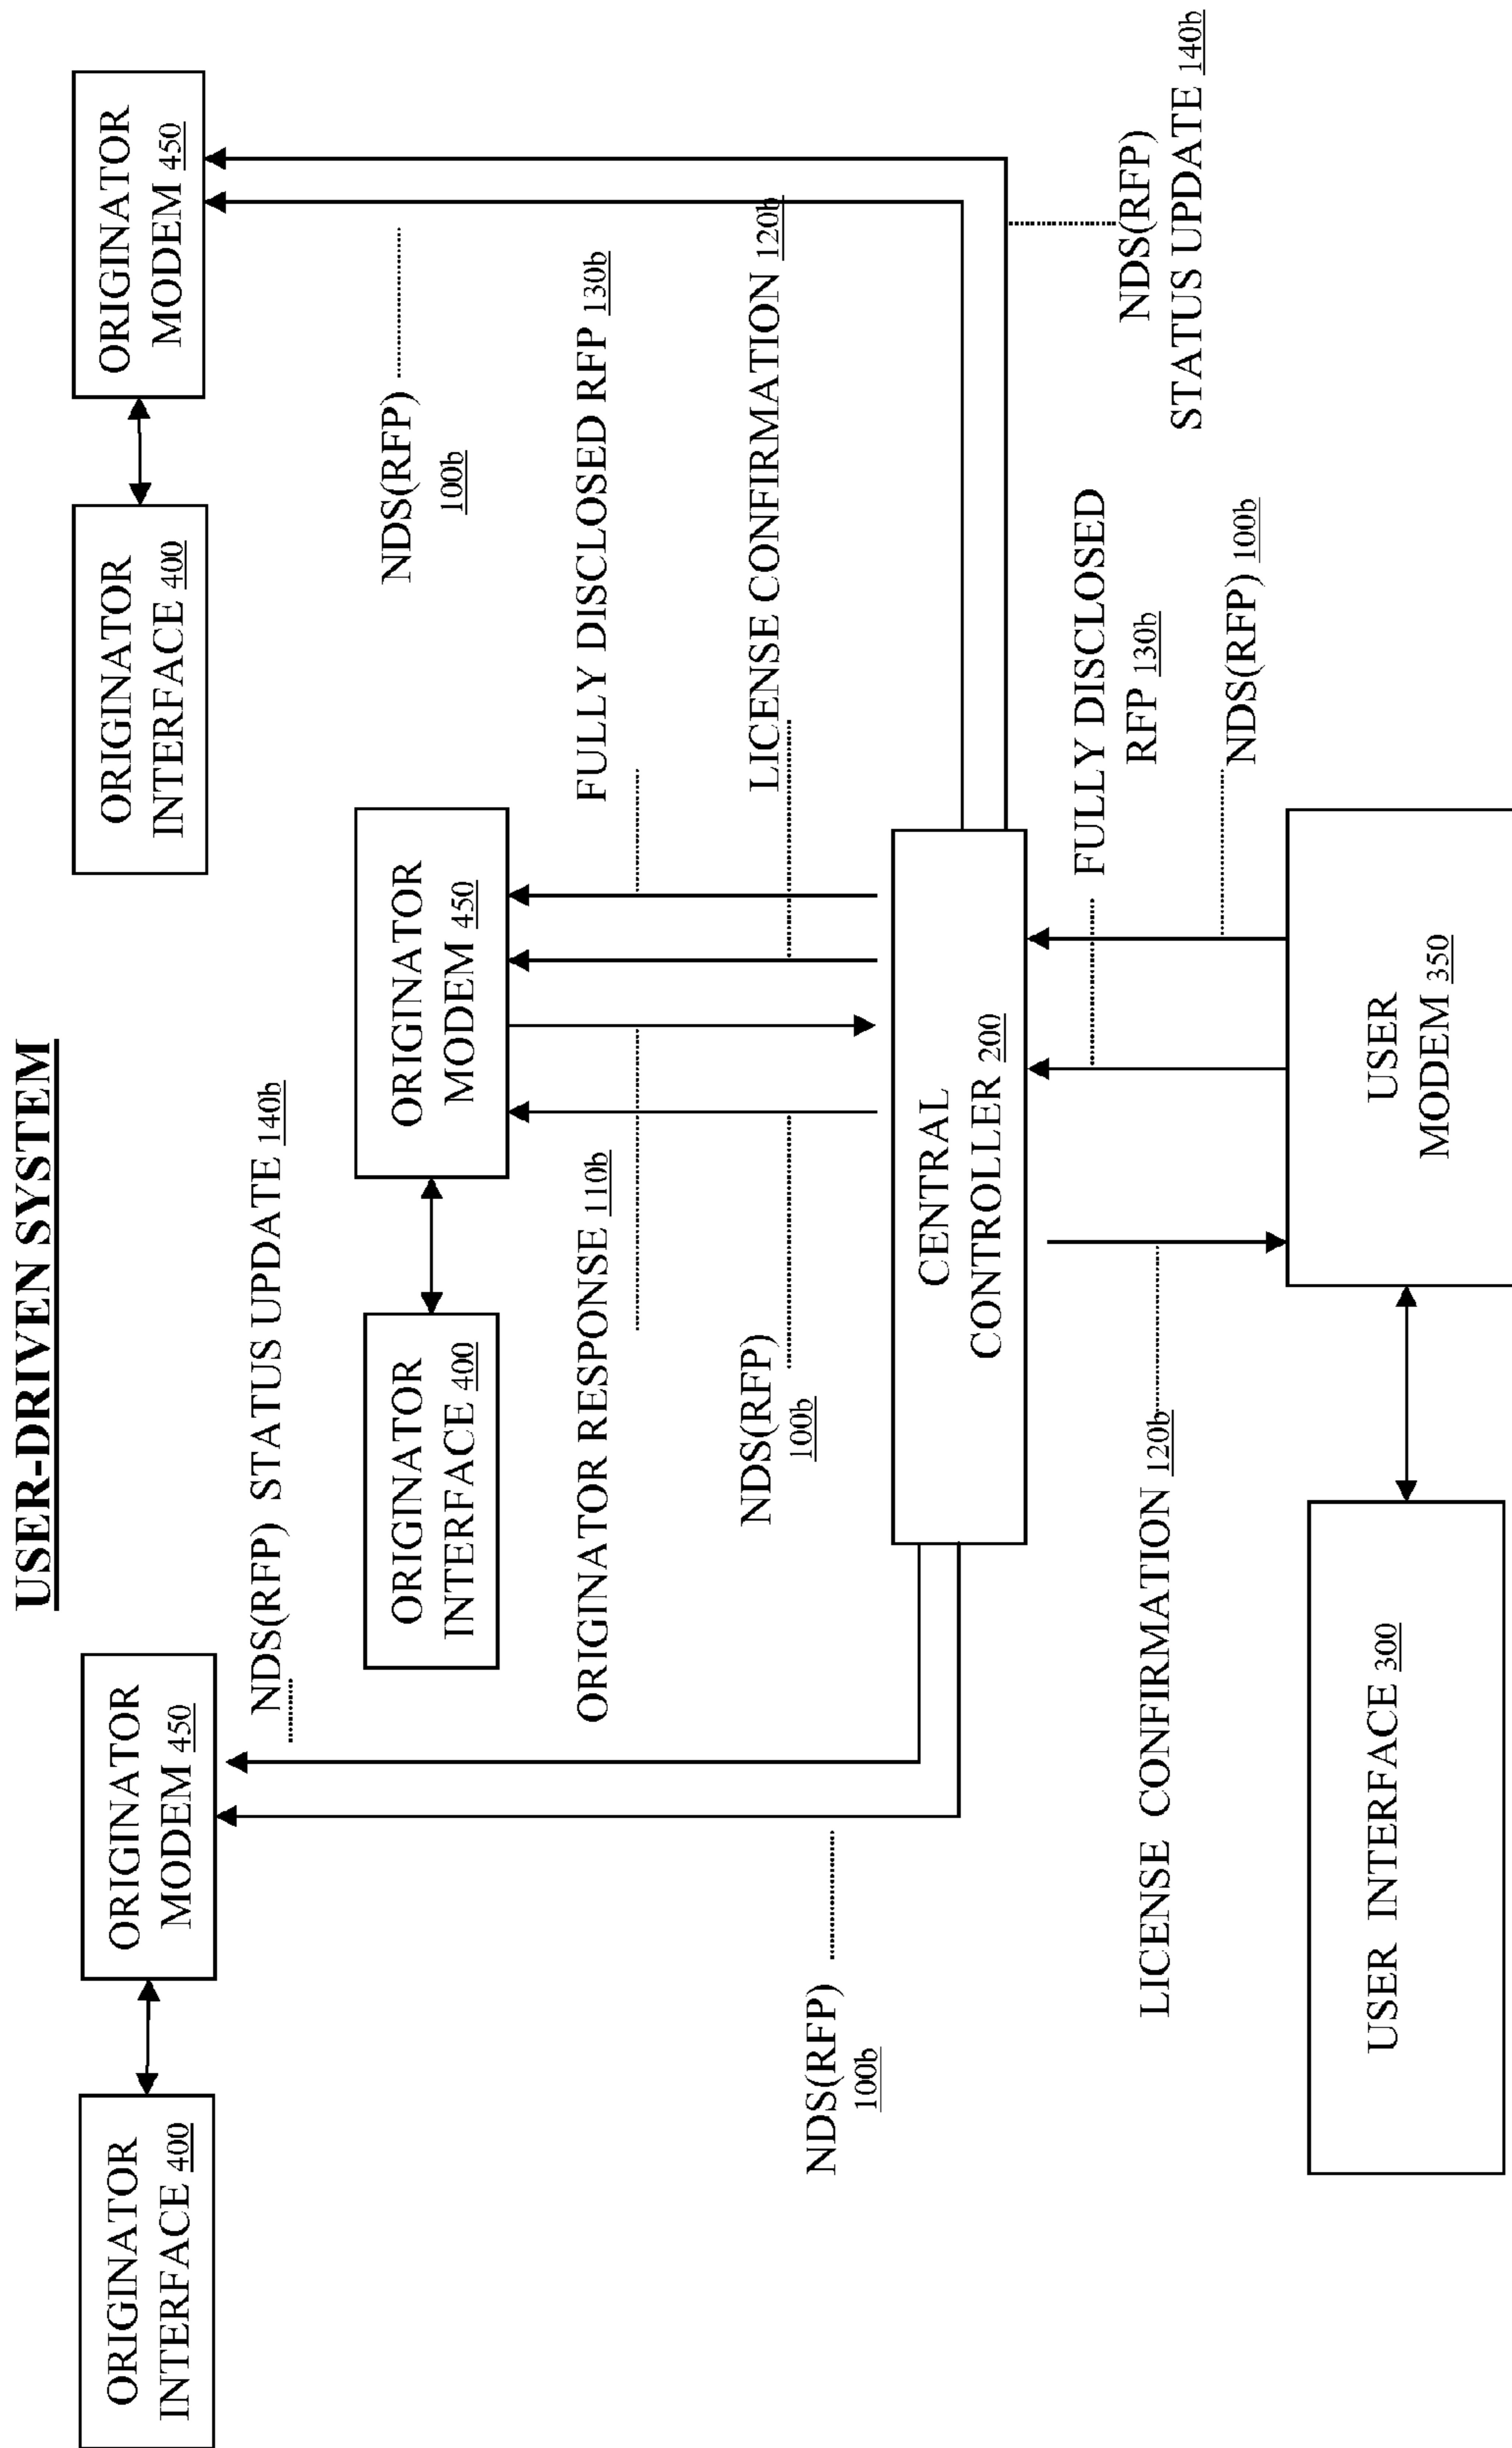 USER-DRIVEN SYSTEM
ORIGINATOR
INTERFACE 400
ORIGINATOR
MODEM 450
NDS(RFP) STATUS UPDATE 140b
ORIGINATOR
INTERFACE 400
ORIGINATOR
MODEM 450
ORIGINATOR
INTERFACE 400
ORIGINATOR
MODEM 450
NDS(RFP)
100b
ORIGINATOR RESPONSE 110b
FULLY DISCLOSED RFP 130b
NDS(RFP)
100b
LICENSE CONFIRMATION 120b
NDS(RFP)
100b
CENTRAL
CONTROLLER 200
NDS(RFP)
STATUS UPDATE 140b
LICENSE CONFIRMATION 120b
FULLY DISCLOSED
RFP 130b
NDS(RFP) 100b
USER INTERFACE 300
USER
MODEM 350